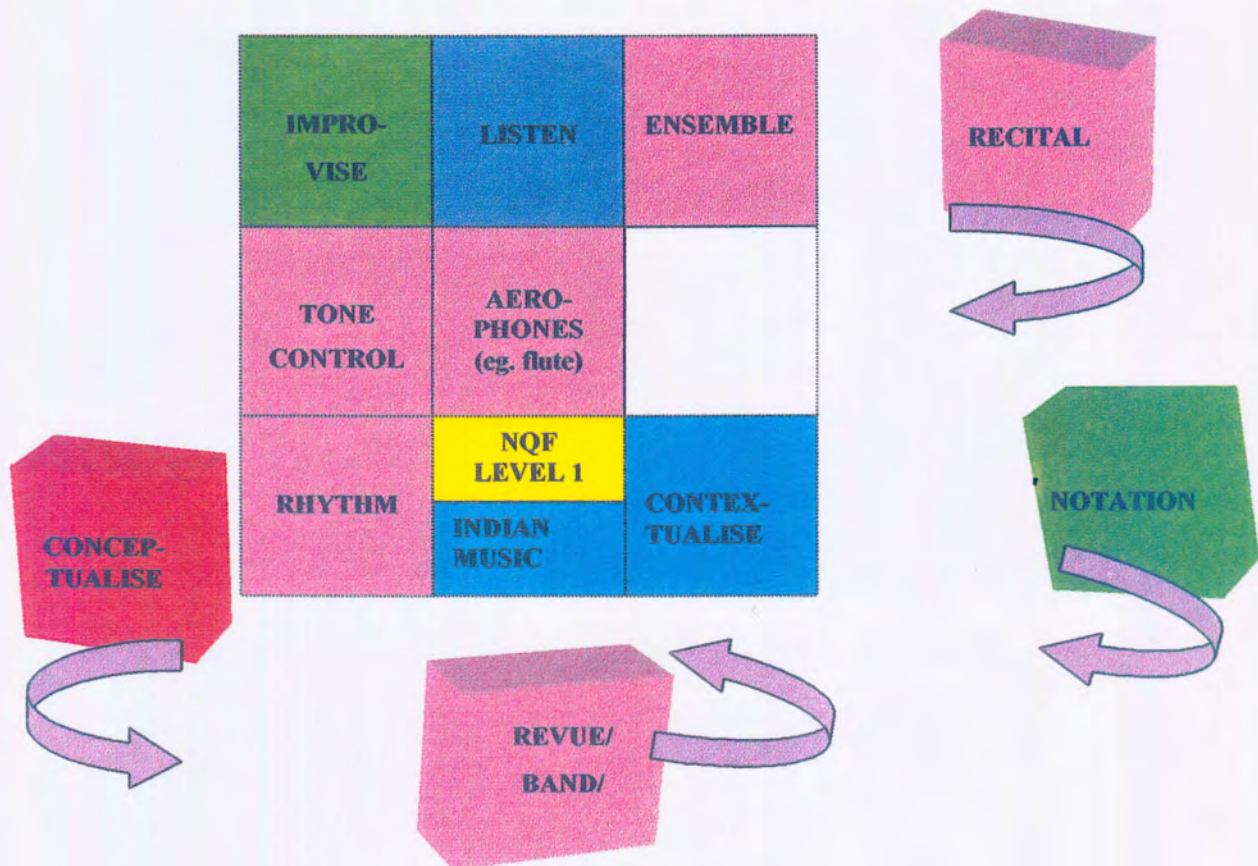 IMPRO-
VISE
LISTEN
ENSEMBLE
RECITAL
TONE
CONTROL
AERO-
PHONES
(eg. flute)
RHYTHM
NQF
LEVEL 1
INDIAN
MUSIC
CONTEX-
TUALISE
NOTATION
CONCEP-
TUALISE
REVUE/
BAND/